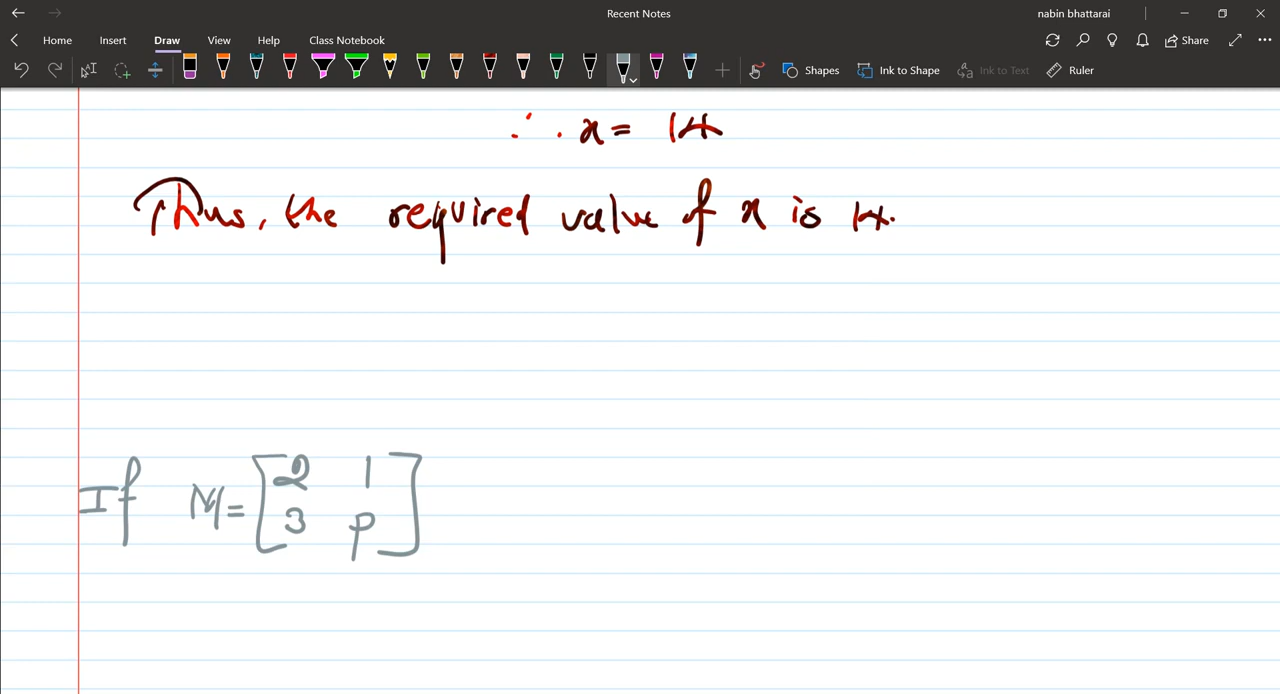 Recent Notes
nabin bhattarai
Home Insert Draw View Help Class Notebook
Share
Shapes Ink to Shape Ink to Text Ruler
∴ x = 14
Thus, the required value of x is 14.
If M = [2 1
3 p]